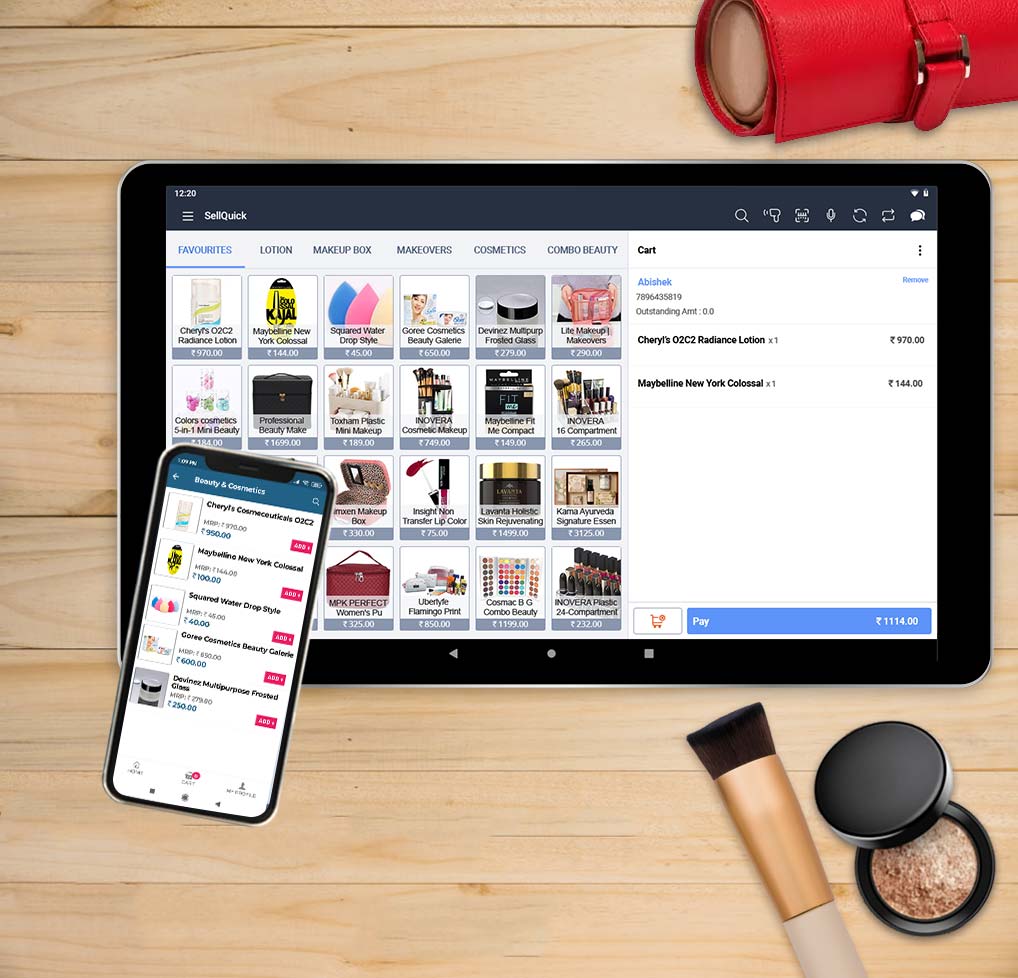 12:20
SellQuick
FAVOURITES LOTION MAKEUP BOX MAKEOVERS COSMETICS COMBO BEAUTY
Cheryl's O2C2
Radiance Lotion
₹ 970.00
Maybelline New
York Colossal
₹ 144.00
Squared Water
Drop Style
₹ 45.00
Goree Cosmetics
Beauty Galerie
₹ 650.00
Devinez Multipurp
Frosted Glass
₹ 279.00
Lite Makeup |
Makeovers
₹ 290.00
Colors cosmetics
5-in-1 Mini Beauty
₹ 184.00
Professional
Beauty Make
₹ 1699.00
Toxham Plastic
Mini Makeup
₹ 189.00
INOVERA
Cosmetic Makeup
₹ 749.00
MAYBELLINE
FIT
me
Maybelline Fit
Me Compact
₹ 149.00
INOVERA
16 Compartment
₹ 265.00
mxen Makeup
Box
₹ 330.00
Insight Non
Transfer Lip Color
₹ 75.00
LAVANTA
Lavanta Holistic
Skin Rejuvenating
₹ 1499.00
Kama Ayurveda
Signature Essen
₹ 3125.00
MPK PERFECT
Women's Pu
₹ 325.00
Uberlyfe
Flamingo Print
₹ 850.00
Cosmac B G
Combo Beauty
₹ 1199.00
INOVERA Plastic
24-Compartment
₹ 232.00
Cart
Abishek Remove
7896435819
Outstanding Amt : 0.0
Cheryl's O2C2 Radiance Lotion x 1 ₹ 970.00
Maybelline New York Colossal x 1 ₹ 144.00
Pay ₹ 1114.00
1:09 PM
Beauty & Cosmetics
Cheryl's Cosmeceuticals O2C2
MRP: ₹ 970.00
₹ 950.00
ADD +
Maybelline New York Colossal
MRP: ₹ 144.00
₹ 100.00
ADD +
Squared Water Drop Style
MRP: ₹ 45.00
₹ 40.00
ADD +
Goree Cosmetics Beauty Galerie
MRP: ₹ 650.00
₹ 600.00
ADD +
Devinez Multipurpose Frosted
Glass
MRP: ₹ 279.00
₹ 250.00
ADD +
HOME CART MY PROFILE